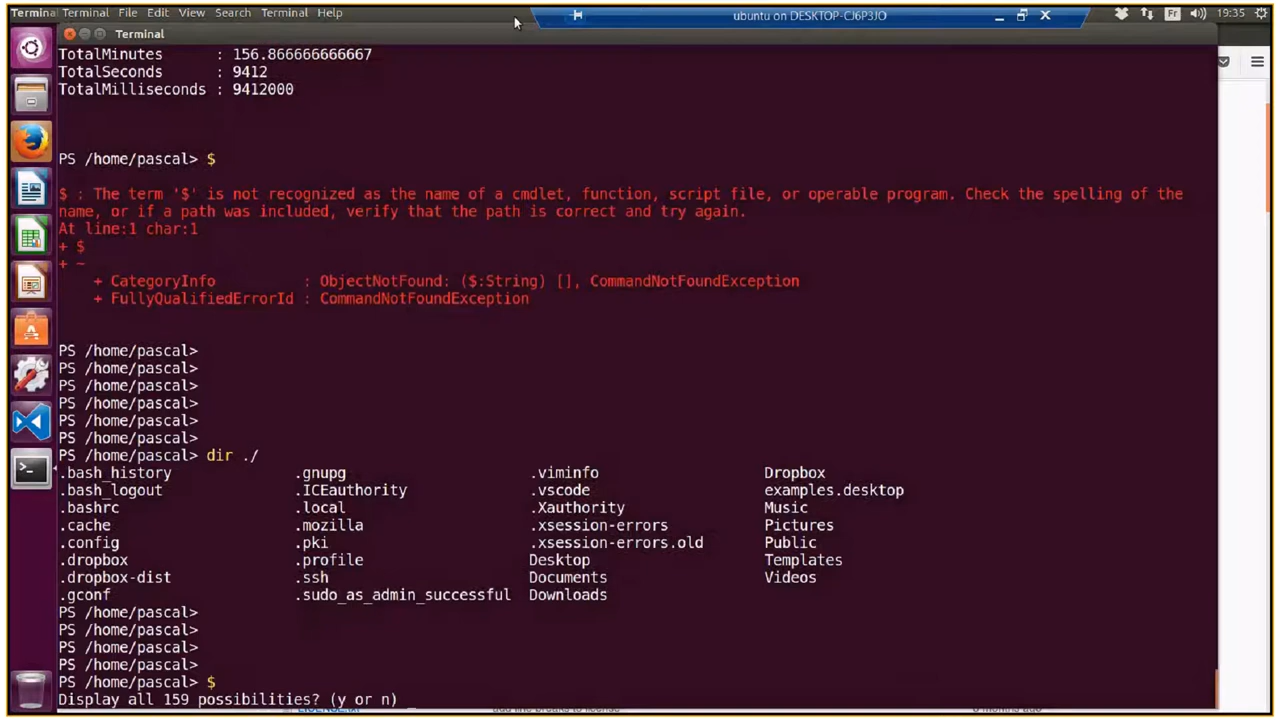 Terminal Terminal File Edit View Search Terminal Help
ubuntu on DESKTOP-CJ6P3JO
Fr
19:35
Terminal
TotalMinutes : 156.866666666667
TotalSeconds : 9412
TotalMilliseconds : 9412000
PS /home/pascal> $
$ : The term '$' is not recognized as the name of a cmdlet, function, script file, or operable program. Check the spelling of the
name, or if a path was included, verify that the path is correct and try again.
At line:1 char:1
+ $
+ ~
+ CategoryInfo : ObjectNotFound: ($:String) [], CommandNotFoundException
+ FullyQualifiedErrorId : CommandNotFoundException
PS /home/pascal>
PS /home/pascal>
PS /home/pascal>
PS /home/pascal>
PS /home/pascal>
PS /home/pascal>
PS /home/pascal> dir ./
.bash_history .gnupg .viminfo Dropbox
.bash_logout .ICEauthority .vscode examples.desktop
.bashrc .local .Xauthority Music
.cache .mozilla .xsession-errors Pictures
.config .pki .xsession-errors.old Public
.dropbox .profile Desktop Templates
.dropbox-dist .ssh Documents Videos
.gconf .sudo_as_admin_successful Downloads
PS /home/pascal>
PS /home/pascal>
PS /home/pascal>
PS /home/pascal>
PS /home/pascal> $
Display all 159 possibilities? (y or n) _